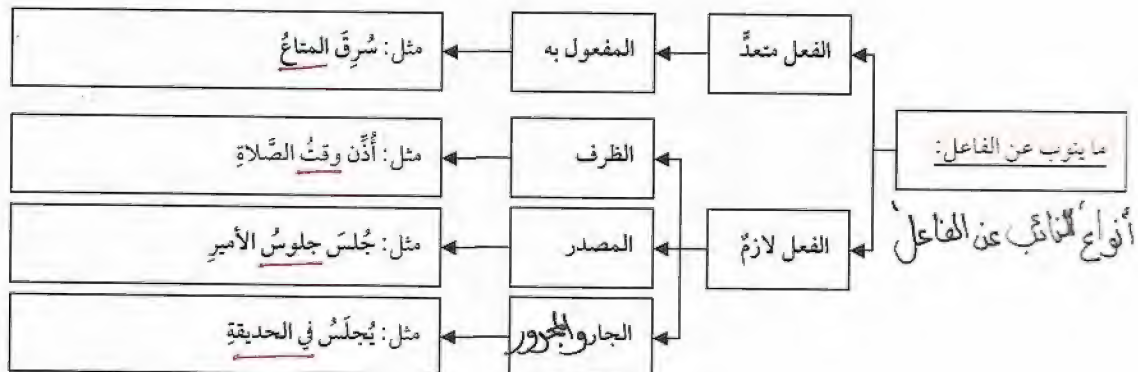 ما ينوب عن الفاعل:
أنواع النائب عن الفاعل
الفعل متعدٍّ
المفعول به
مثل: سُرِقَ المتاعُ
الفعل لازمٌ
الظرف
مثل: أُذِّن وقتُ الصَّلاةِ
المصدر
مثل: جُلسَ جلوسُ الأميرِ
الجار والمجرور
مثل: يُجلَسُ في الحديقةِ